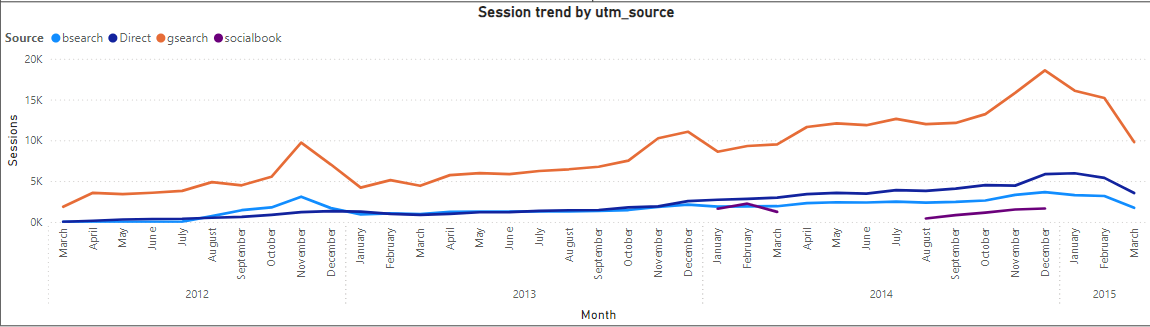 Session trend by utm_source
Source bsearch Direct gsearch socialbook
20K
15K
10K
5K
0K
Sessions
March April May June July August September October November December January February March April May June July August September October November December January February March April May June July August September October November December January February March
2012 2013 2014 2015
Month